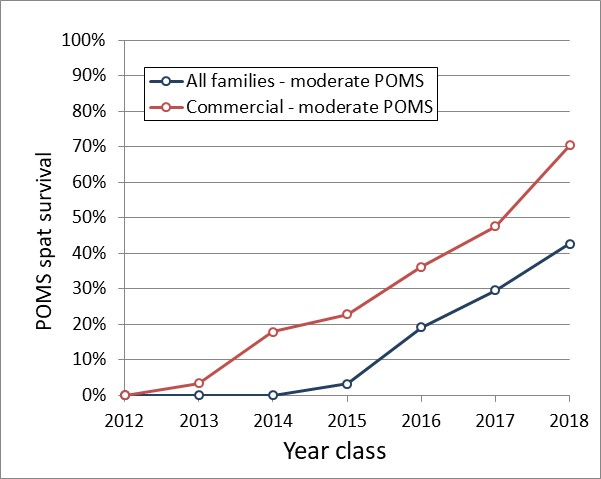 100%
90%
80%
70%
60%
50%
40%
30%
20%
10%
0%
POMS spat survival
All families - moderate POMS
Commercial - moderate POMS
2012 2013 2014 2015 2016 2017 2018
Year class